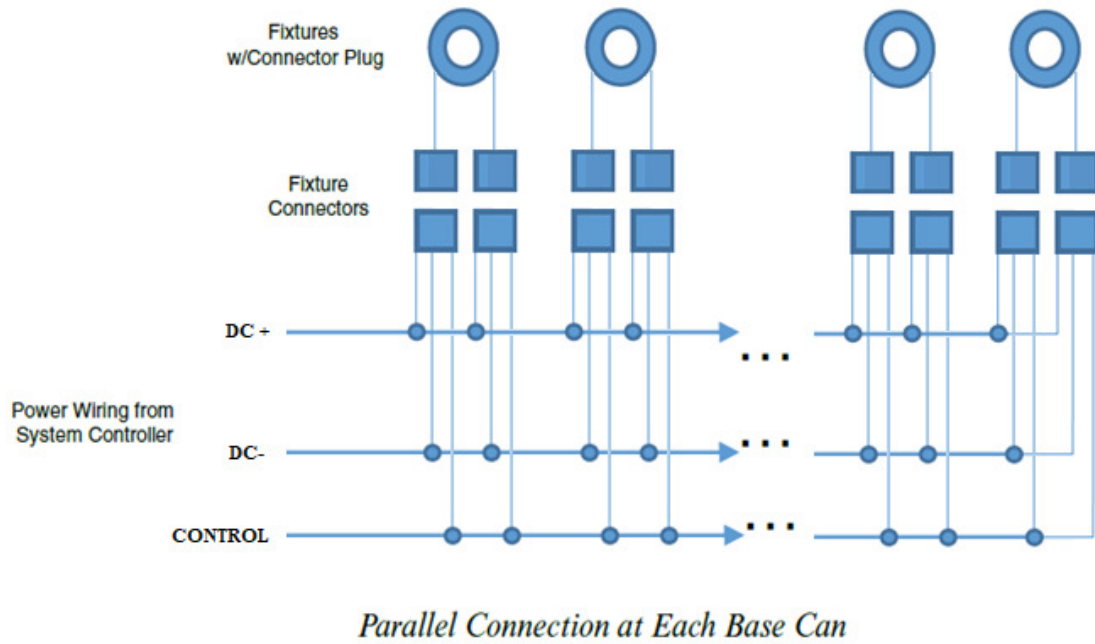 Fixtures
w/Connector Plug
Fixture
Connectors
DC +
...
Power Wiring from
System Controller
DC-
...
CONTROL
...
Parallel Connection at Each Base Can